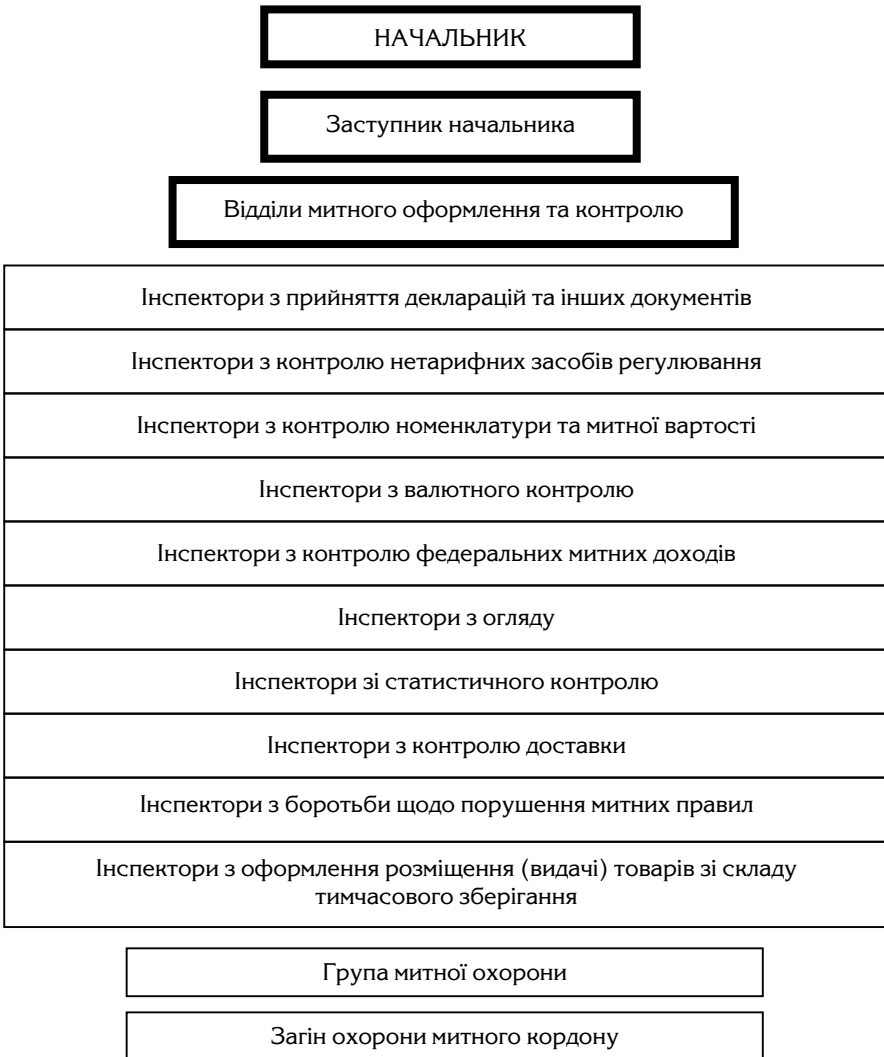 НАЧАЛЬНИК
Заступник начальника
Відділи митного оформлення та контролю
Інспектори з прийняття декларацій та інших документів
Інспектори з контролю нетарифних засобів регулювання
Інспектори з контролю номенклатури та митної вартості
Інспектори з валютного контролю
Інспектори з контролю федеральних митних доходів
Інспектори з огляду
Інспектори зі статистичного контролю
Інспектори з контролю доставки
Інспектори з боротьби щодо порушення митних правил
Інспектори з оформлення розміщення (видачі) товарів зі складу
тимчасового зберігання
Група митної охорони
Загін охорони митного кордону